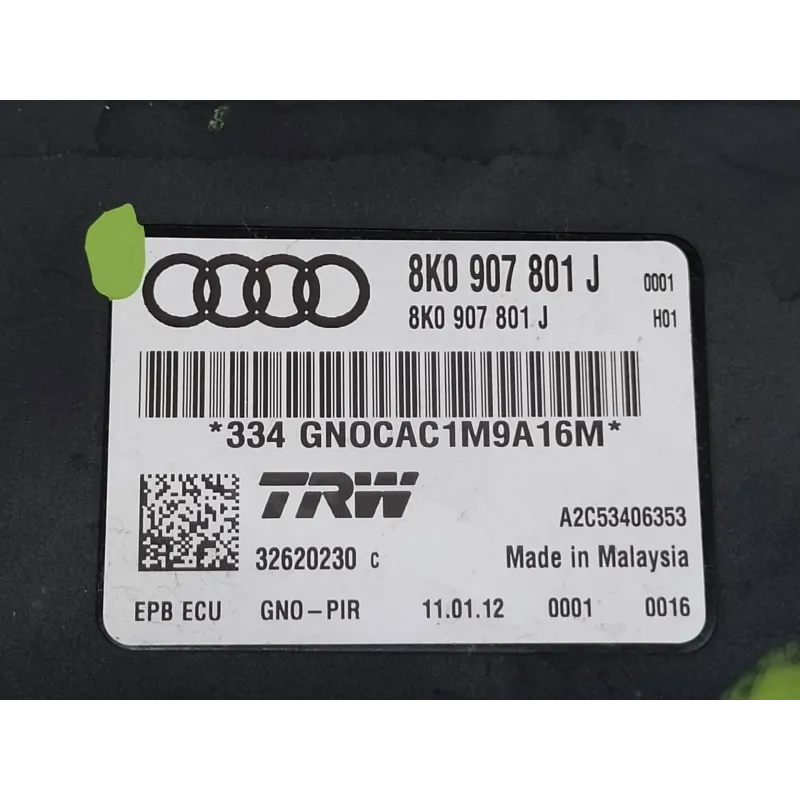 8K0 907 801 J 0001
8K0 907 801 J H01
*334 GNOCAC1M9A16M*
TRW
A2C53406353
32620230 C Made in Malaysia
EPB ECU GNO-PIR 11.01.12 0001 0016